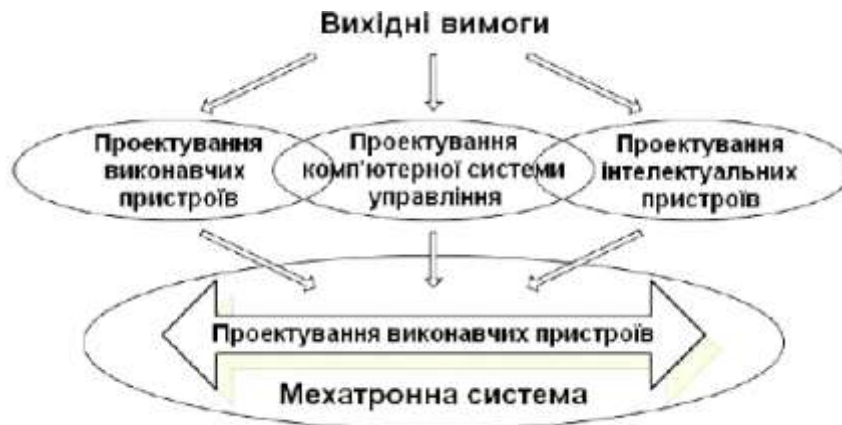 Вихідні вимоги
Проектування
виконавчих
пристроїв
Проектування
комп'ютерної системи
управління
Проектування
інтелектуальних
пристроїв
Проектування виконавчих пристроїв
Мехатронна система